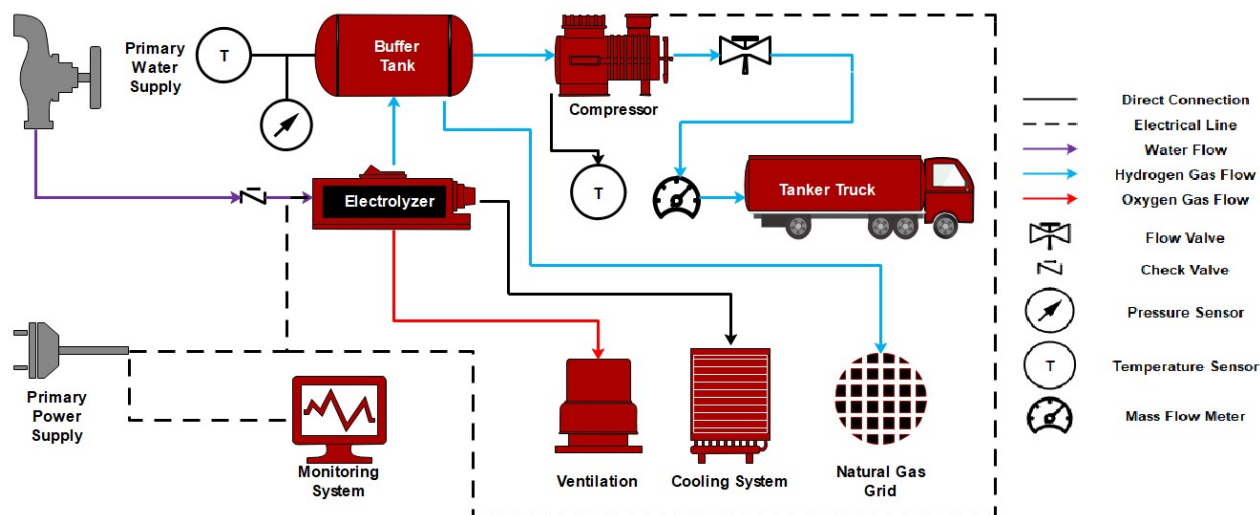 Primary
Water
Supply
T
Buffer
Tank
Compressor
T
Tanker Truck
Electrolyzer
Primary
Power
Supply
Monitoring
System
Ventilation
Cooling System
Natural Gas
Grid
Direct Connection
Electrical Line
Water Flow
Hydrogen Gas Flow
Oxygen Gas Flow
Flow Valve
Check Valve
Pressure Sensor
T
Temperature Sensor
Mass Flow Meter